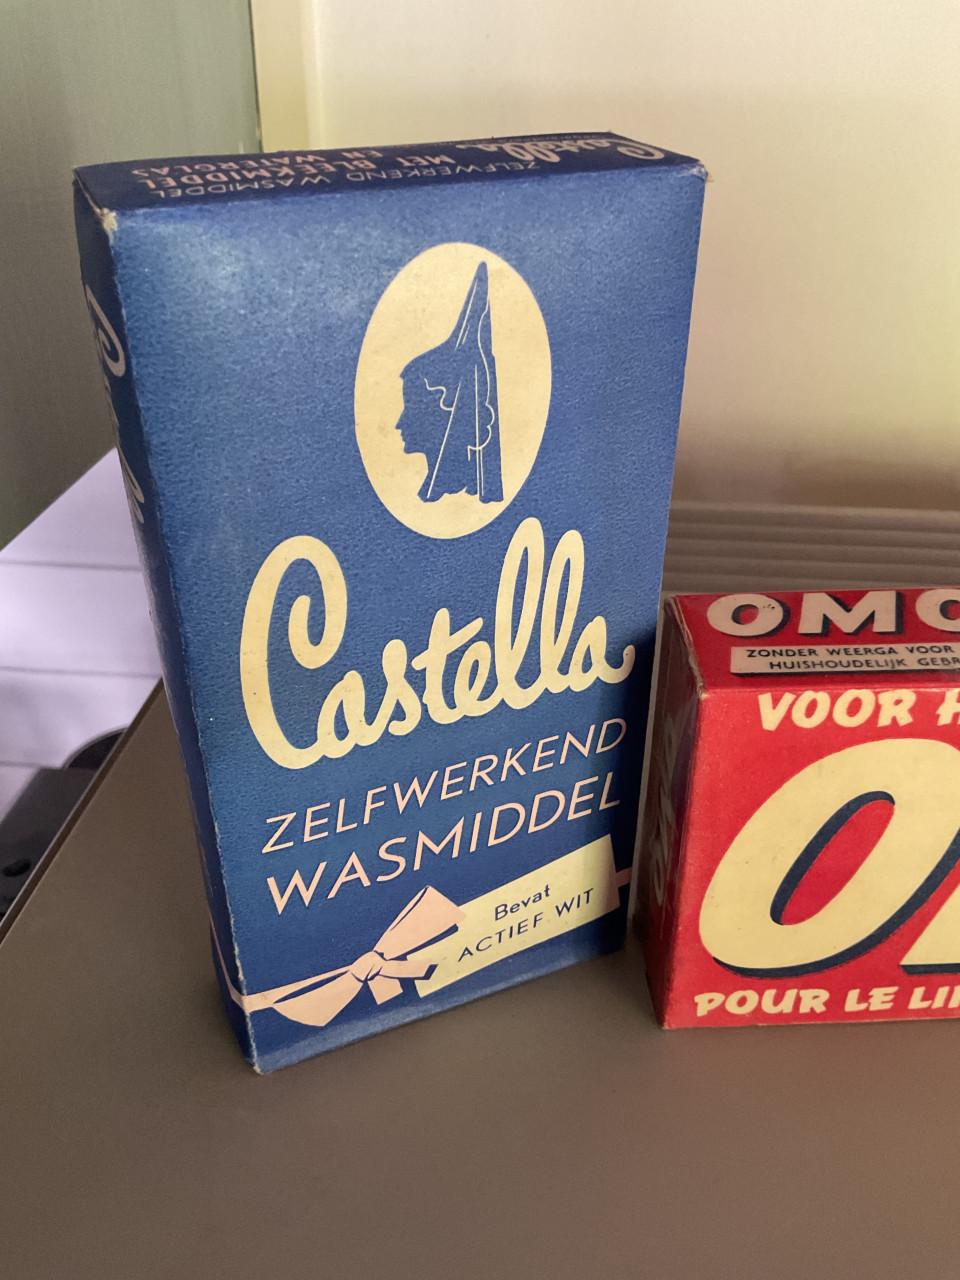 Castella
ZELFWERKEND WASMIDDEL
MET BLEEKMIDDEL
EN WATERGLAS
Castella
ZELFWERKEND
WASMIDDEL
Bevat
ACTIEF WIT
OMO
ZONDER WEERGA VOOR
HUISHOUDELIJK GEBR
VOOR H
O
POUR LE LI